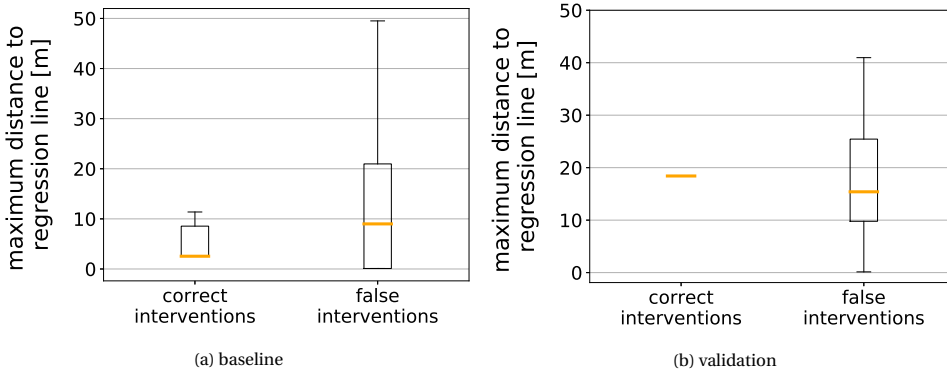 maximum distance to
regression line [m]
50
40
30
20
10
0
correct
interventions
false
interventions
(a) baseline
maximum distance to
regression line [m]
50
40
30
20
10
0
correct
interventions
false
interventions
(b) validation